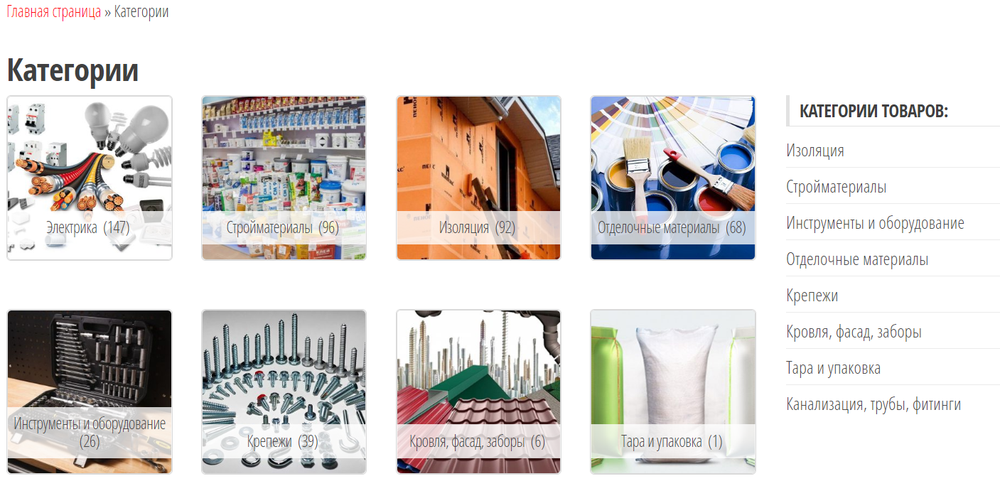 Главная страница » Категории
Категории
Электрика (147)
Стройматериалы (96)
Изоляция (92)
Отделочные материалы (68)
Инструменты и оборудование
(26)
Крепежи (39)
Кровля, фасад, заборы (6)
Тара и упаковка (1)
КАТЕГОРИИ ТОВАРОВ:
Изоляция
Стройматериалы
Инструменты и оборудование
Отделочные материалы
Крепежи
Кровля, фасад, заборы
Тара и упаковка
Канализация, трубы, фитинги